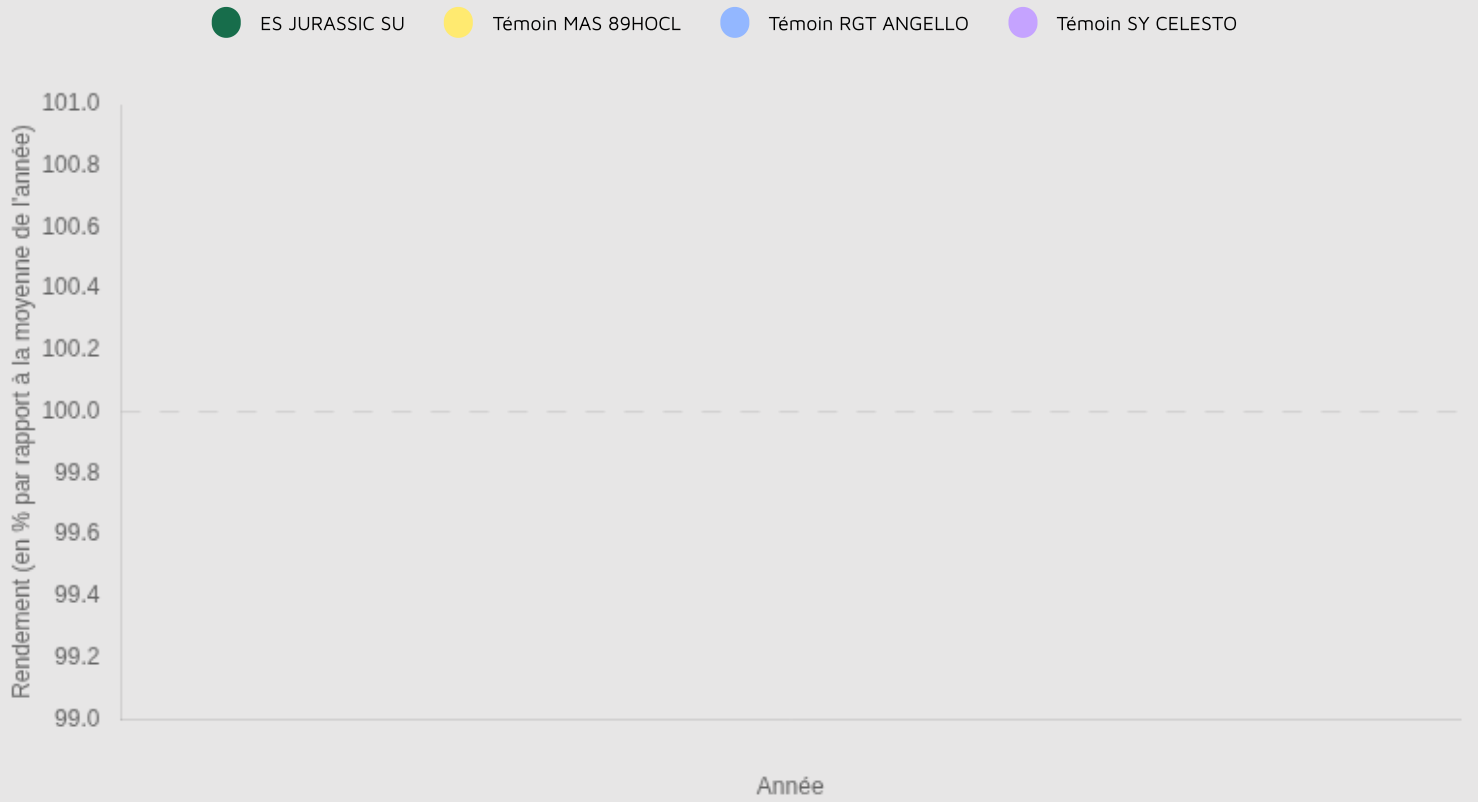 ES JURASSIC SU
Témoin MAS 89HOCL
Témoin RGT ANGELLO
Témoin SY CELESTO
Rendement (en % par rapport à la moyenne de l'année)
101.0
100.8
100.6
100.4
100.2
100.0
99.8
99.6
99.4
99.2
99.0
Année